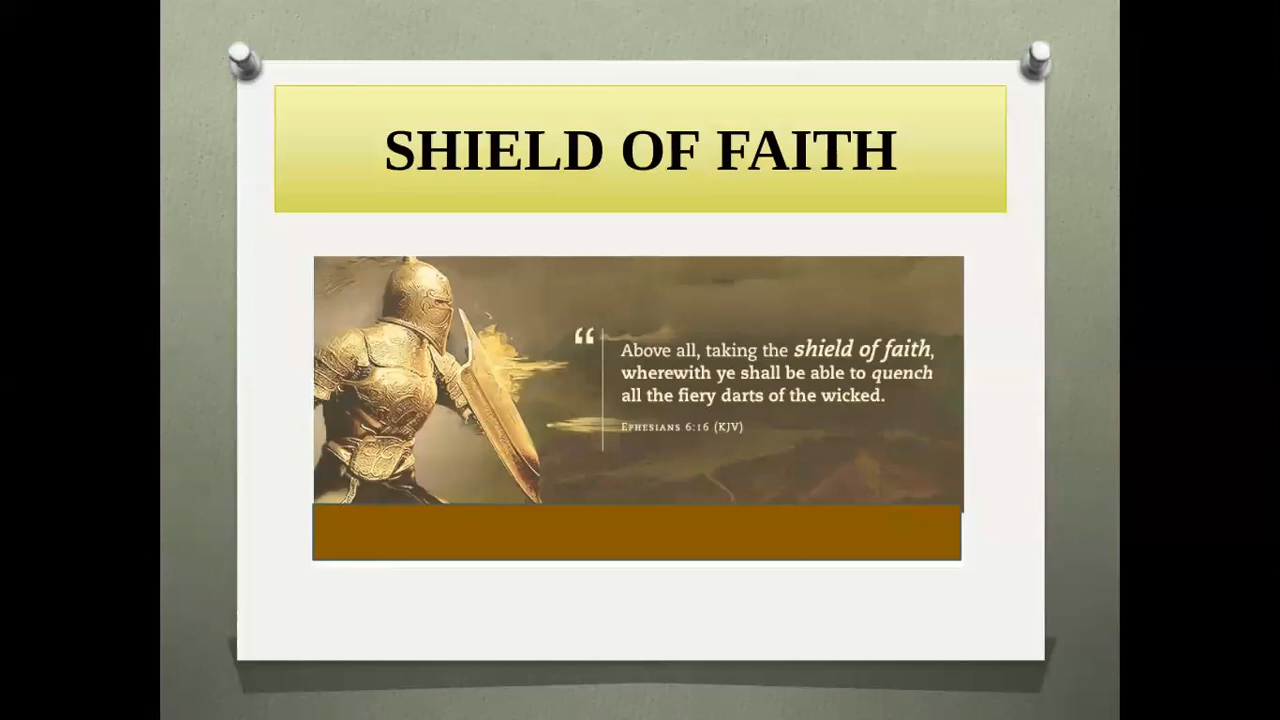 SHIELD OF FAITH
“
Above all, taking the shield of faith,
wherewith ye shall be able to quench
all the fiery darts of the wicked.
Ephesians 6:16 (KJV)